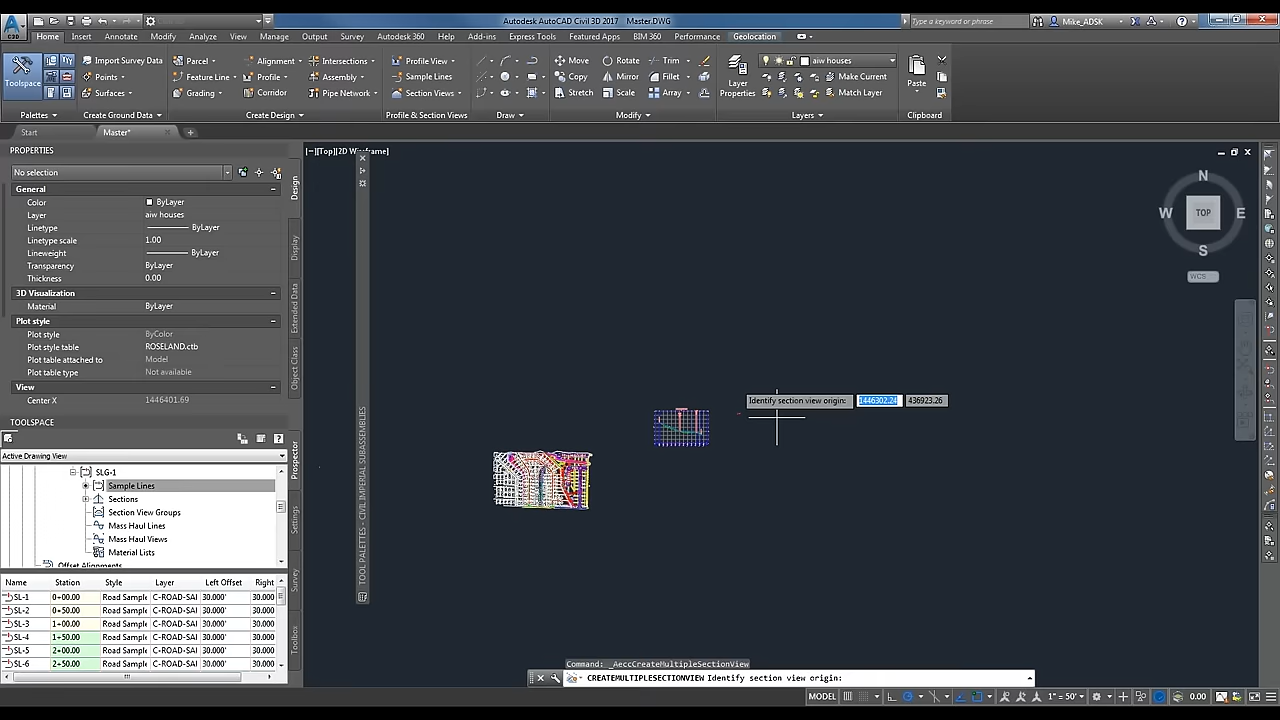 Autodesk AutoCAD Civil 3D 2017 Master.DWG
Type a keyword or phrase
Mike_ADSK
C3D
Home Insert Annotate Modify Analyze View Manage Output Survey Autodesk 360 Help Add-ins Express Tools Featured Apps BIM 360 Performance Geolocation
Toolspace
Import Survey Data
Points
Surfaces
Parcel
Feature Line
Grading
Alignment
Profile
Corridor
Intersections
Assembly
Pipe Network
Profile View
Sample Lines
Section Views
Move
Copy
Stretch
Rotate
Mirror
Scale
Trim
Fillet
Array
Layer Properties
aiw houses
Make Current
Match Layer
Paste
Palettes Create Ground Data Create Design Profile & Section Views Draw Modify Layers Clipboard
Start Master*
PROPERTIES
No selection
General
Color ByLayer
Layer aiw houses
Linetype ByLayer
Linetype scale 1.00
Lineweight ByLayer
Transparency ByLayer
Thickness 0.00
3D Visualization
Material ByLayer
Plot style
Plot style ByColor
Plot style table ROSELAND.ctb
Plot table attached to Model
Plot table type Not available
View
Center X 1446401.69
Design
Display
Extended Data
Object Class
TOOLSPACE
Active Drawing View
SLG-1
Sample Lines
Sections
Section View Groups
Mass Haul Lines
Mass Haul Views
Material Lists
Offset Alignments
Prospector
Settings
Survey
Toolbox
Name Station Style Layer Left Offset Right
SL-1 0+00.00 Road Sample C-ROAD-SAI 30.000' 30.000
SL-2 0+50.00 Road Sample C-ROAD-SAI 30.000' 30.000
SL-3 1+00.00 Road Sample C-ROAD-SAI 30.000' 30.000
SL-4 1+50.00 Road Sample C-ROAD-SAI 30.000' 30.000
SL-5 2+00.00 Road Sample C-ROAD-SAI 30.000' 30.000
SL-6 2+50.00 Road Sample C-ROAD-SAI 30.000' 30.000
[−][Top][2D Wireframe]
TOOL PALETTES - CIVIL IMPERIAL SUBASSEMBLIES
N
W TOP E
S
WCS
Identify section view origin: 1446302.24 436923.26
Command: _AeccCreateMultipleSectionView
CREATEMULTIPLESECTIONVIEW Identify section view origin:
MODEL 1" = 50' 0.00